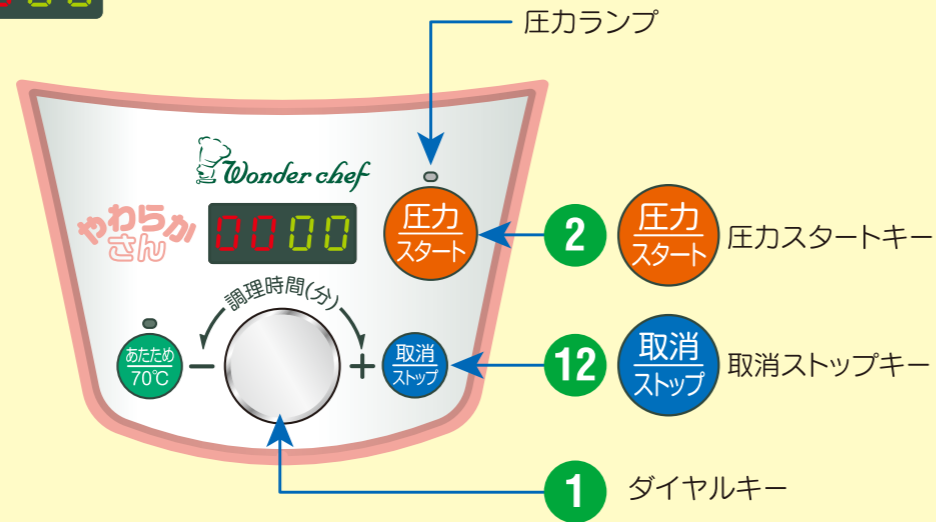 圧力ランプ
Wonder chef
やわらか
さん
00 00
圧力
スタート
2
圧力
スタート
圧力スタートキー
調理時間(分)
あたため
70℃
− +
取消
ストップ
12
取消
ストップ
取消ストップキー
1
ダイヤルキー